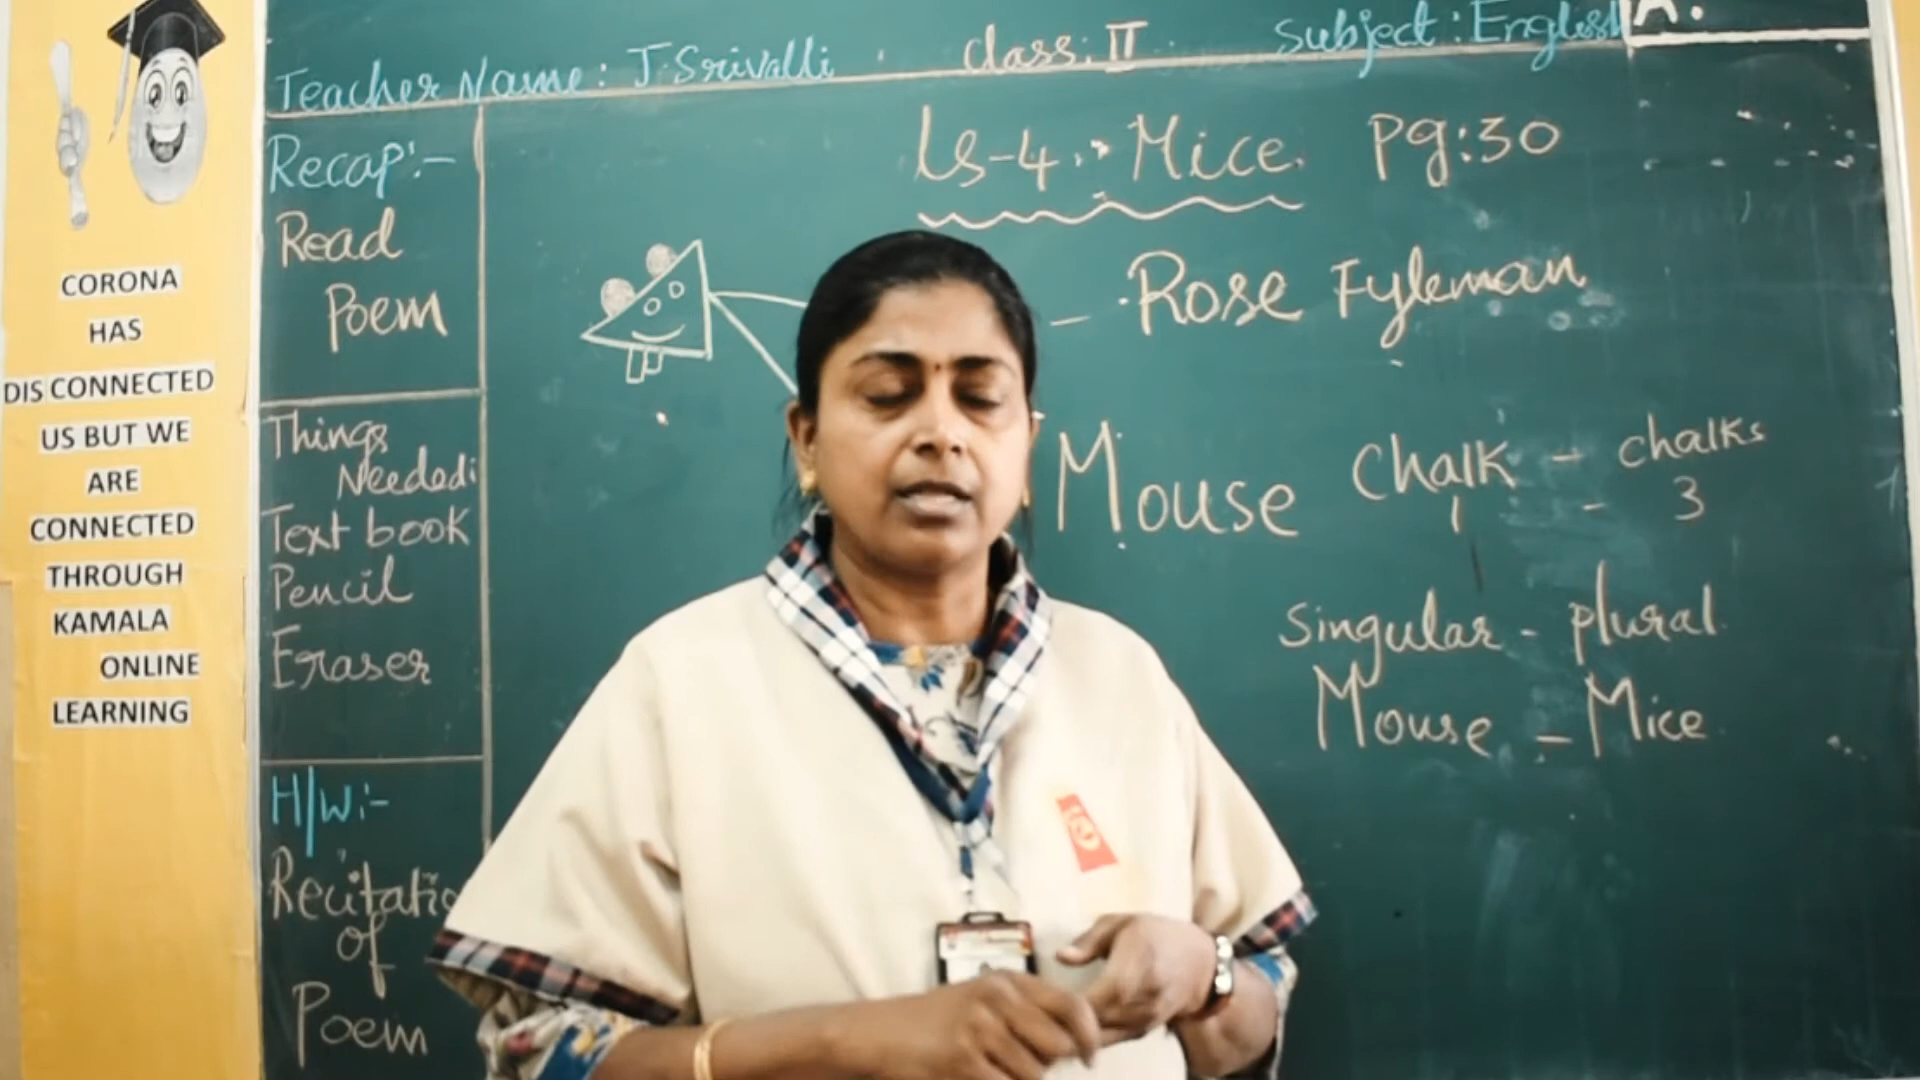 CORONA
HAS
DIS CONNECTED
US BUT WE
ARE
CONNECTED
THROUGH
KAMALA
ONLINE
LEARNING
Teacher Name: J. Srivalli class: II Subject: English
A.
Recap:-
Read
Poem
Things
Needed:
Text book
Pencil
Eraser
H/w:-
Recitatio
of
Poem
Ls-4. Mice. Pg:30
- Rose Fyleman
Mouse
Chalk - chalks
1 - 3
Singular - plural
Mouse - Mice